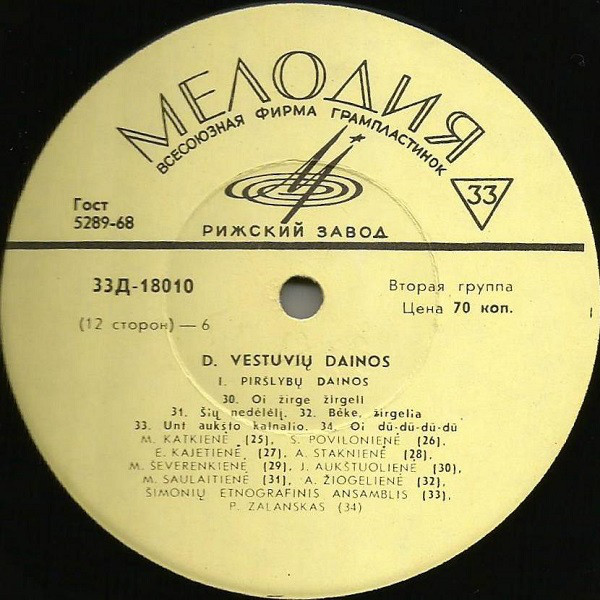 МЕЛОДИЯ
ВСЕСОЮЗНАЯ ФИРМА ГРАМПЛАСТИНОК
33
Гост
5289-68
РИЖСКИЙ ЗАВОД
33Д-18010
Вторая группа
Цена 70 коп.
(12 сторон) — 6
D. VESTUVIŲ DAINOS
I. PIRŠLYBŲ DAINOS
30. Oi žirge žirgeli
31. Šių nedėlėlį. 32. Bėke, žirgelia
33. Unt aukšto kalnalio. 34. Oi dū-dū-dū-dū
M. KATKIENĖ (25), S. POVILONIENĖ (26),
E. KAJETIENĖ (27), A. STAKNIENĖ (28),
M. ŠEVERENKIENĖ (29), J. AUKŠTUOLIENĖ (30),
M. SAULAITIENĖ (31), A. ŽIOGELIENĖ (32),
ŠIMONIŲ ETNOGRAFINIS ANSAMBLIS (33),
P. ZALANSKAS (34)